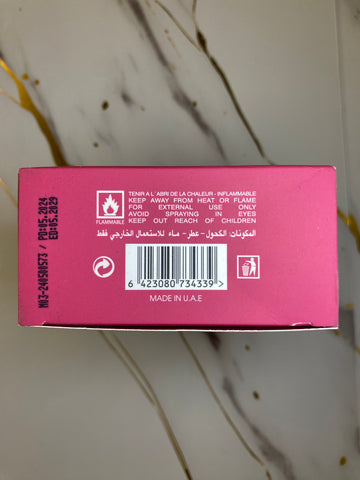 TENIR A L'ABRI DE LA CHALEUR - INFLAMMABLE
KEEP AWAY FROM HEAT OR FLAME
FOR EXTERNAL USE ONLY
AVOID SPRAYING IN EYES
KEEP OUT REACH OF CHILDREN
FLAMMABLE
المكونات: الكحول - عطر - ماء للاستعمال الخارجي فقط
6 423080 734339 >
MADE IN U.A.E
M03-240500573 / PD:05.2024
ED:05.2029